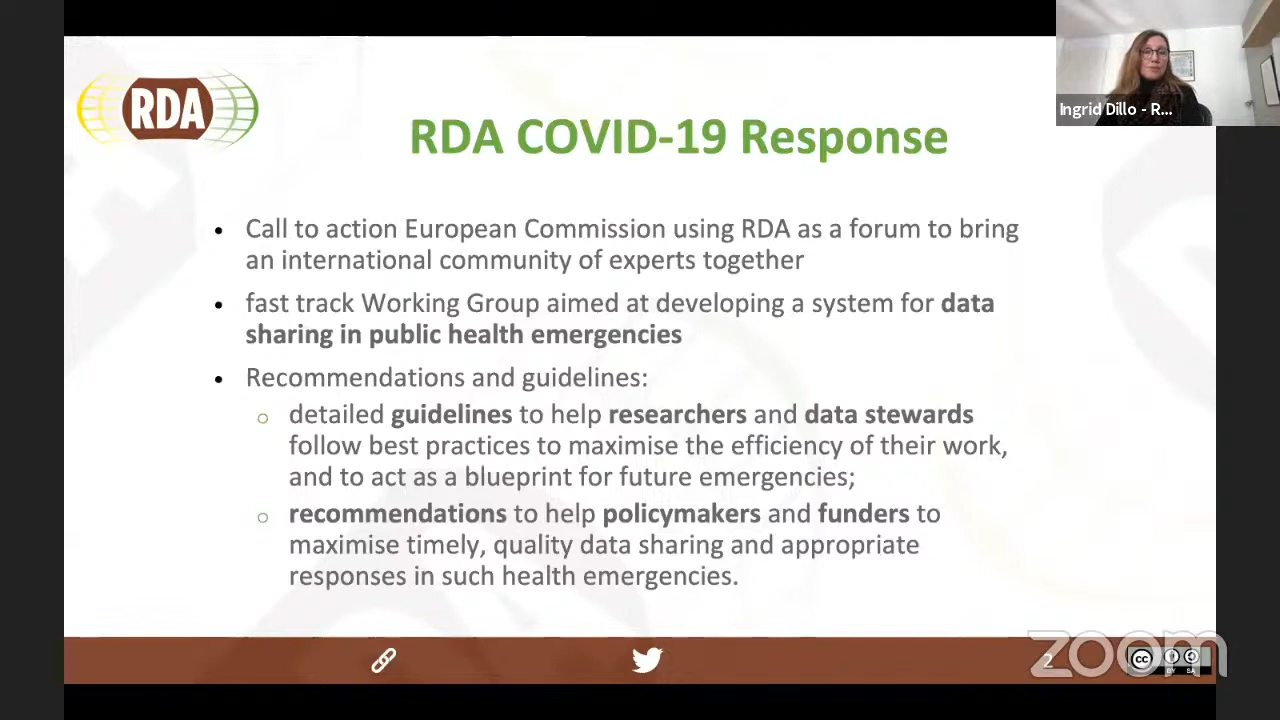 RDA
RDA COVID-19 Response
Ingrid Dillo - R...
• Call to action European Commission using RDA as a forum to bring
an international community of experts together
• fast track Working Group aimed at developing a system for data
sharing in public health emergencies
• Recommendations and guidelines:
○ detailed guidelines to help researchers and data stewards
follow best practices to maximise the efficiency of their work,
and to act as a blueprint for future emergencies;
○ recommendations to help policymakers and funders to
maximise timely, quality data sharing and appropriate
responses in such health emergencies.
2
zoom
cc
BY SA